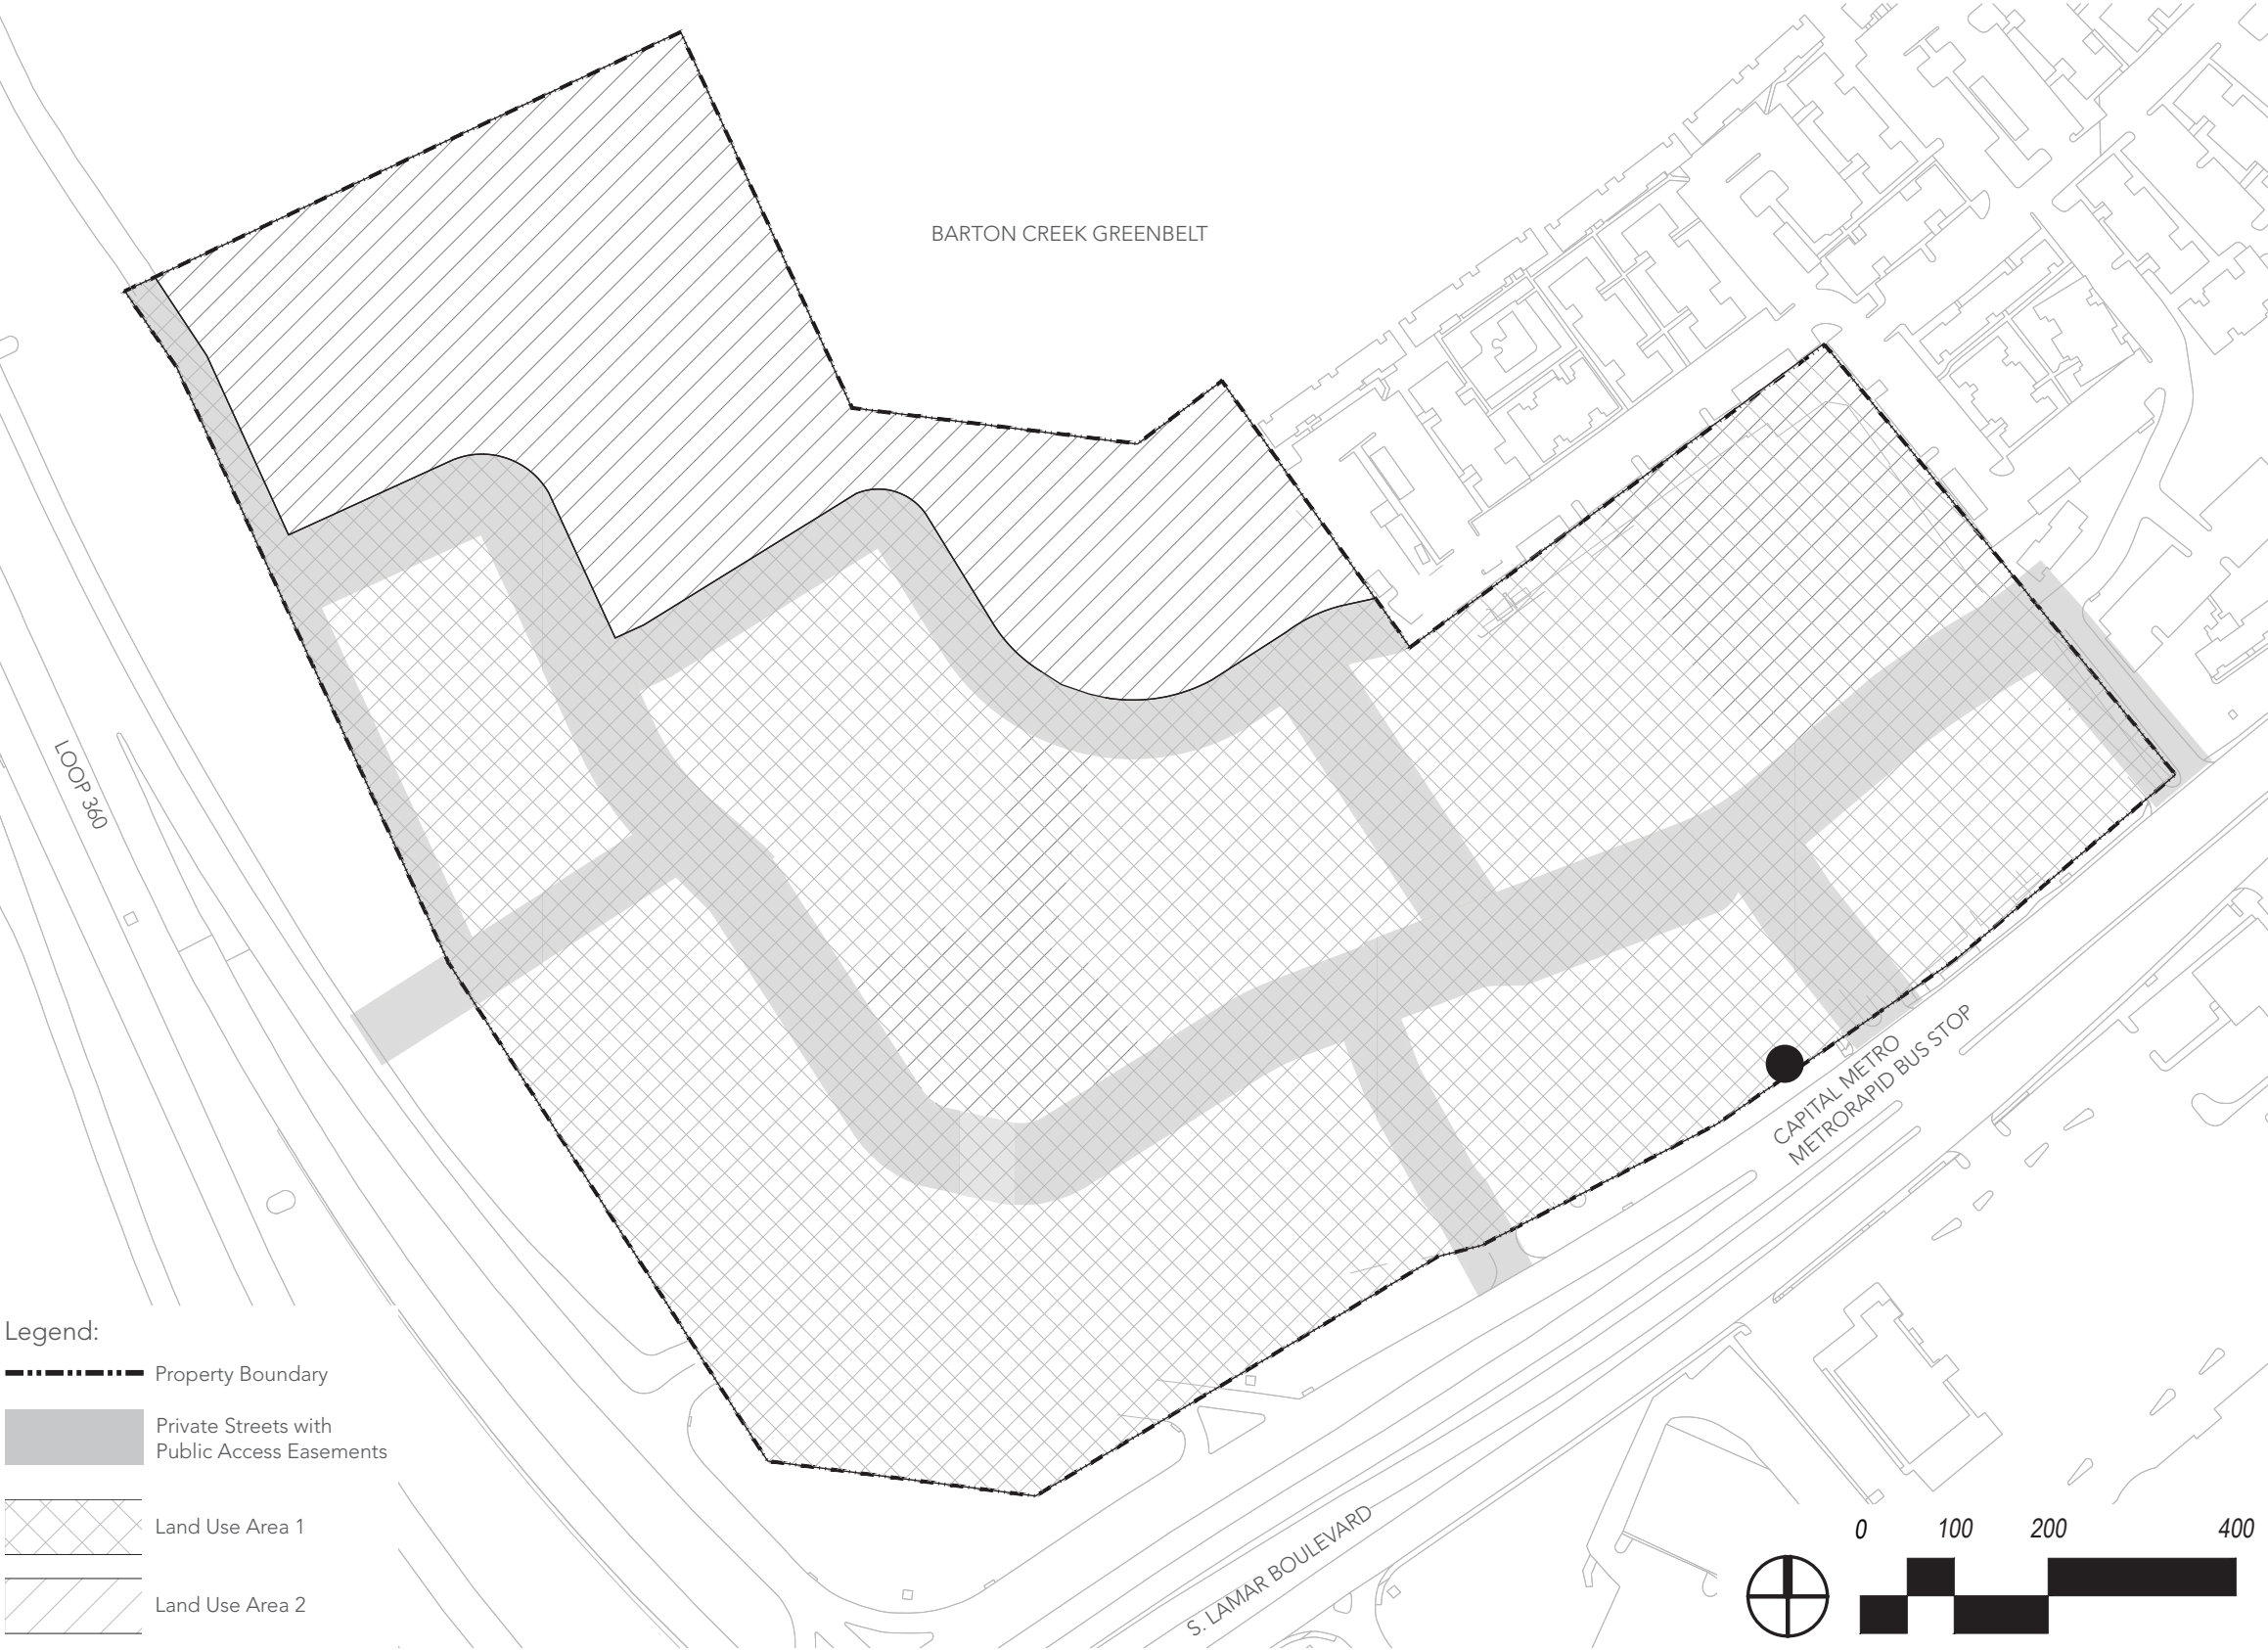 BARTON CREEK GREENBELT
LOOP 360
CAPITAL METRO
METRORAPID BUS STOP
S. LAMAR BOULEVARD
Legend:
Property Boundary
Private Streets with
Public Access Easements
Land Use Area 1
Land Use Area 2
0 100 200 400